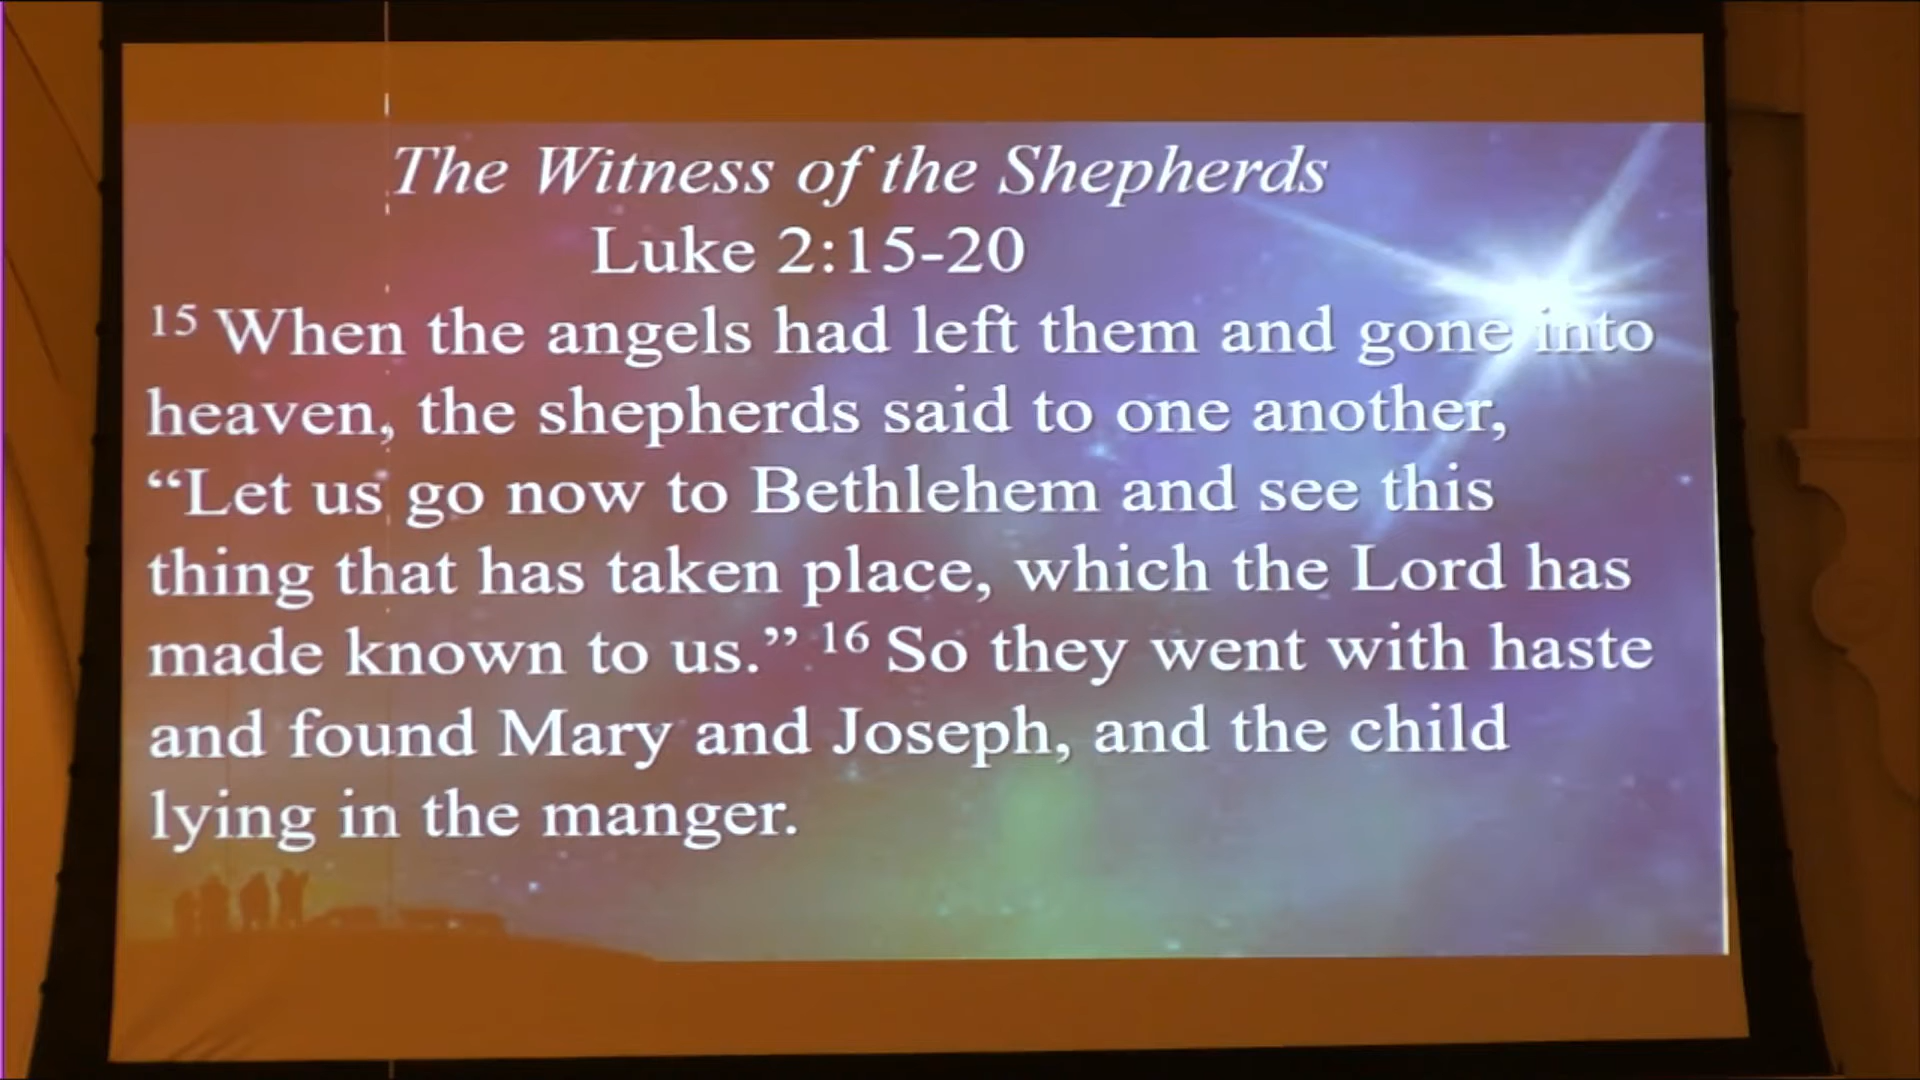 The Witness of the Shepherds
Luke 2:15-20
15 When the angels had left them and gone into
heaven, the shepherds said to one another,
“Let us go now to Bethlehem and see this
thing that has taken place, which the Lord has
made known to us.” 16 So they went with haste
and found Mary and Joseph, and the child
lying in the manger.